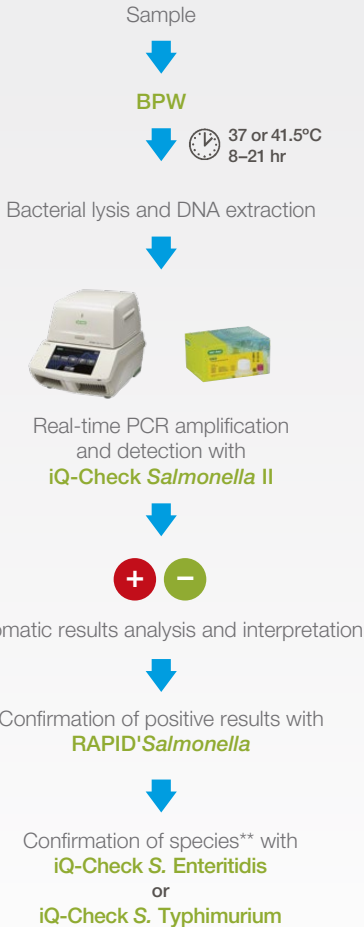 Sample
BPW
37 or 41.5ºC
8–21 hr
Bacterial lysis and DNA extraction
Real-time PCR amplification
and detection with
iQ-Check Salmonella II
+ −
omatic results analysis and interpretation
Confirmation of positive results with
RAPID'Salmonella
Confirmation of species** with
iQ-Check S. Enteritidis
or
iQ-Check S. Typhimurium